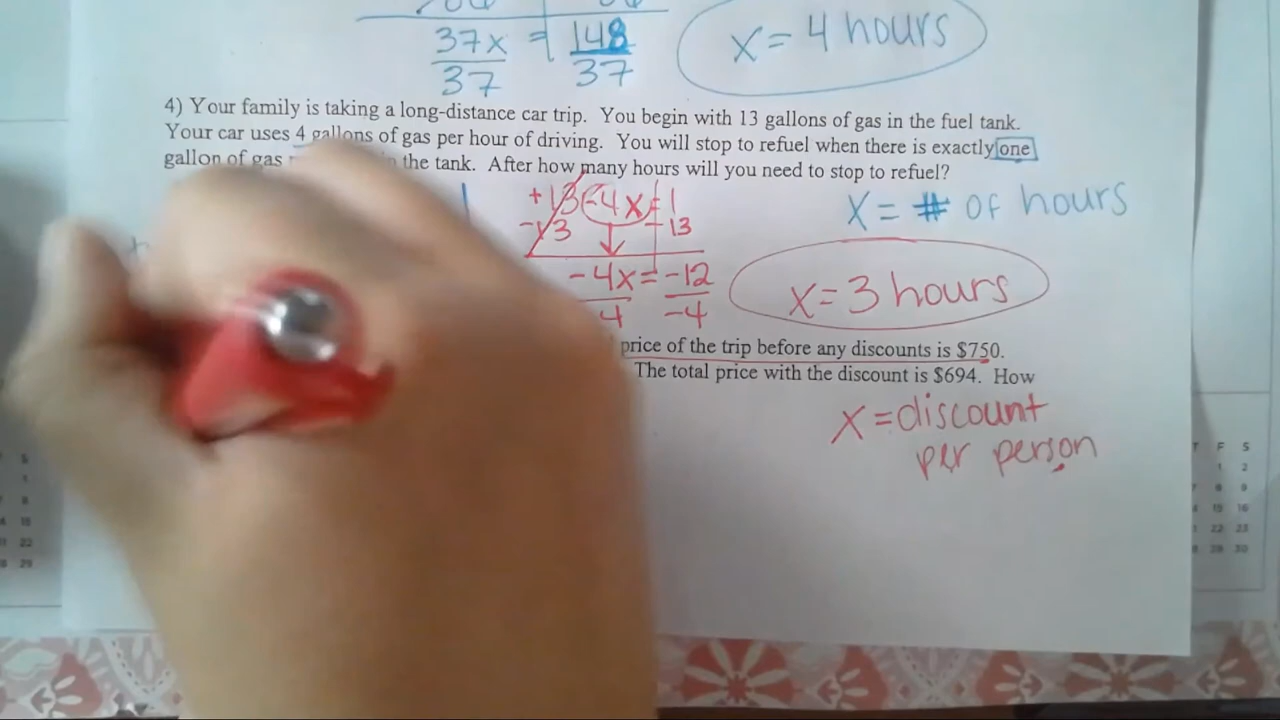 37x = 148
37 37
x = 4 hours
4) Your family is taking a long-distance car trip. You begin with 13 gallons of gas in the fuel tank.
Your car uses 4 gallons of gas per hour of driving. You will stop to refuel when there is exactly one
gallon of gas the tank. After how many hours will you need to stop to refuel?
+13 -4x = 1
-13 -13
-4x = -12
4 -4
x = # of hours
x = 3 hours
price of the trip before any discounts is $750.
The total price with the discount is $694. How
x = discount
per person